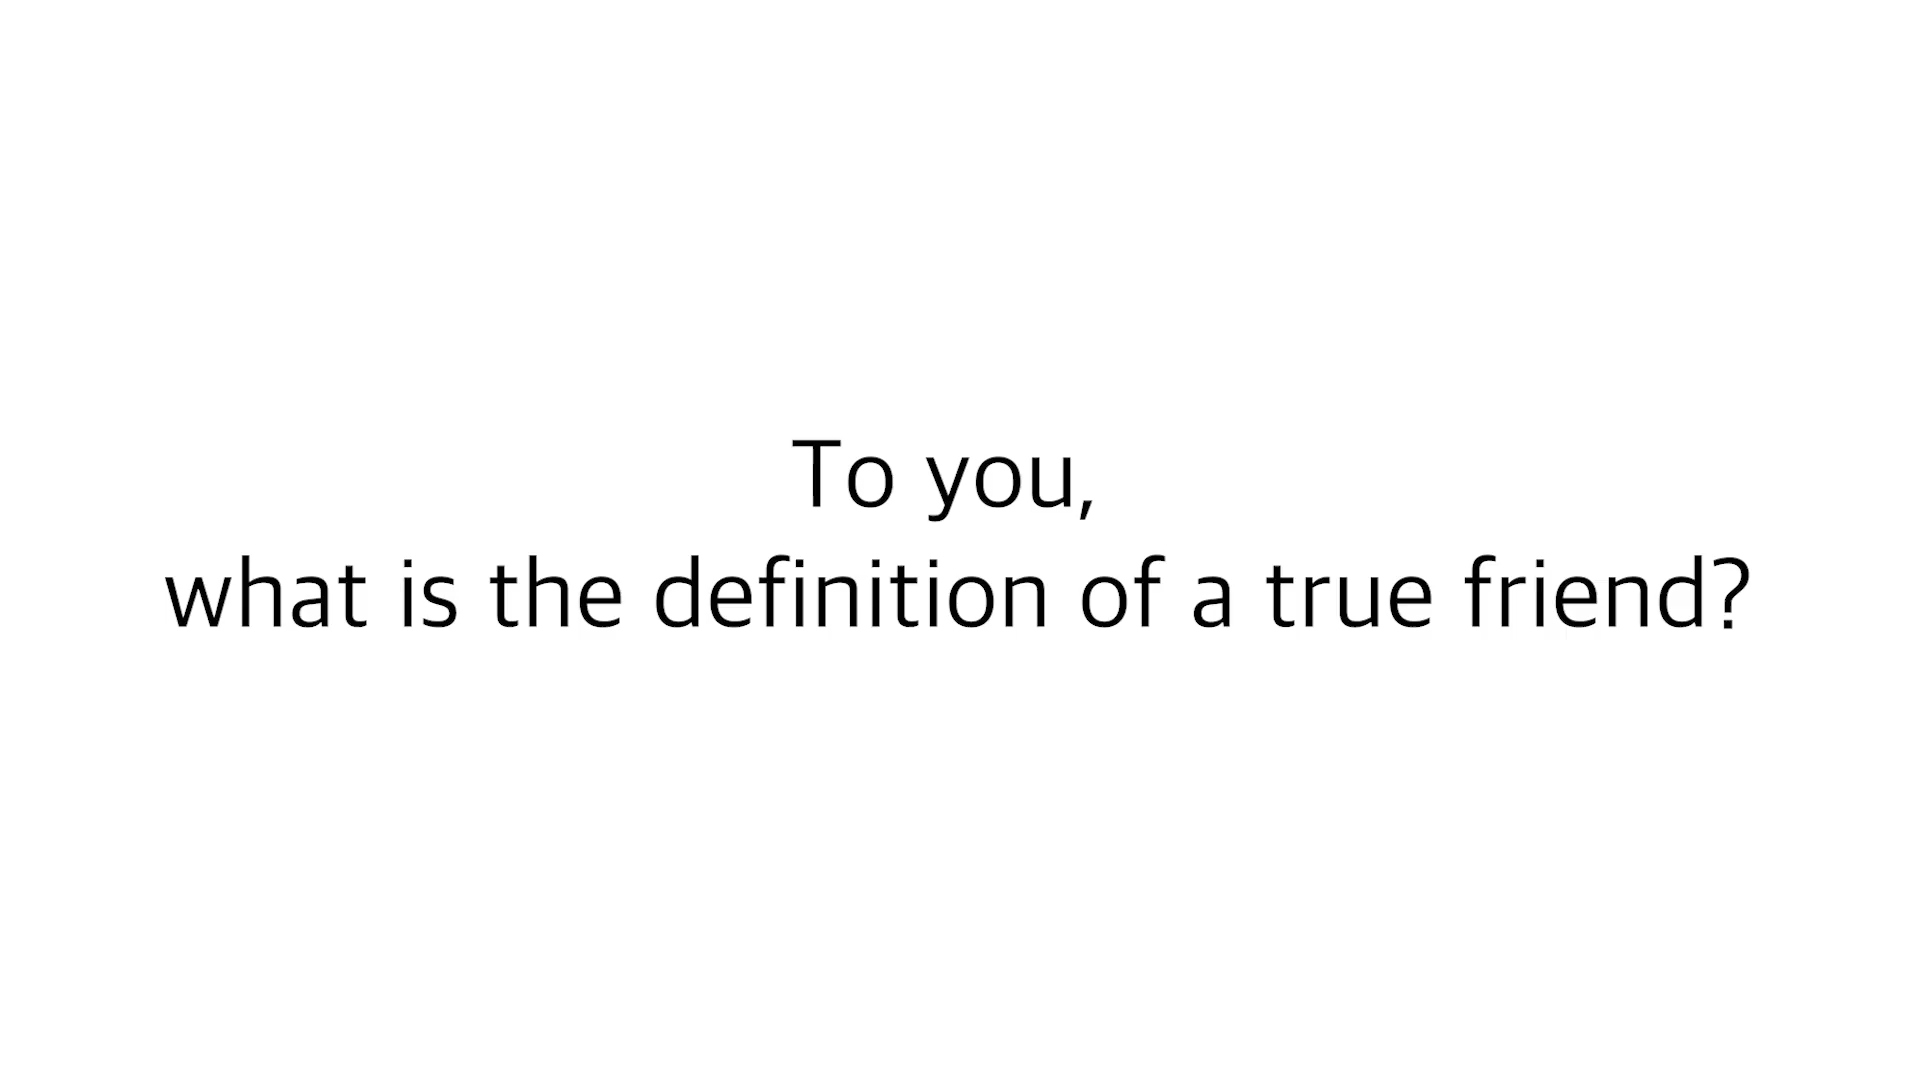 To you,
what is the definition of a true friend?